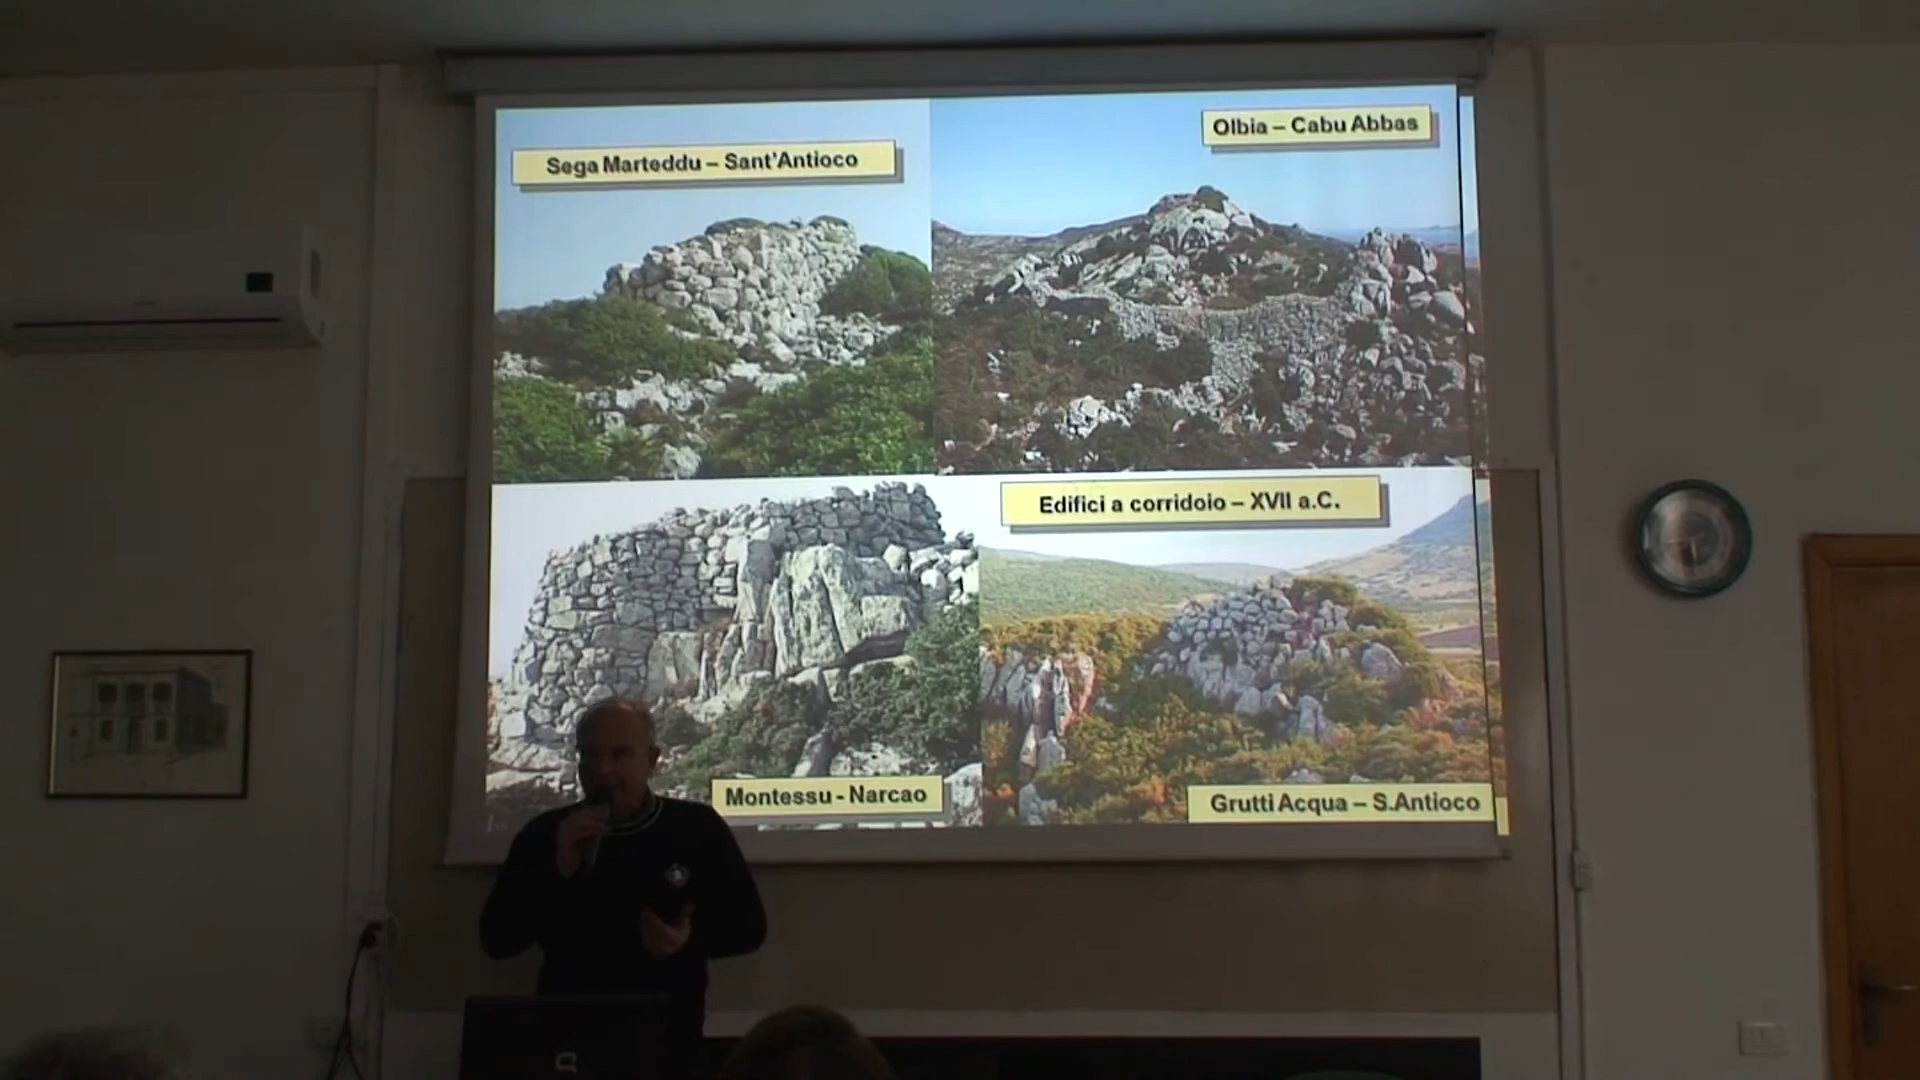 Sega Marteddu – Sant'Antioco
Olbia – Cabu Abbas
Edifici a corridoio – XVII a.C.
Montessu - Narcao
Grutti Acqua – S.Antioco